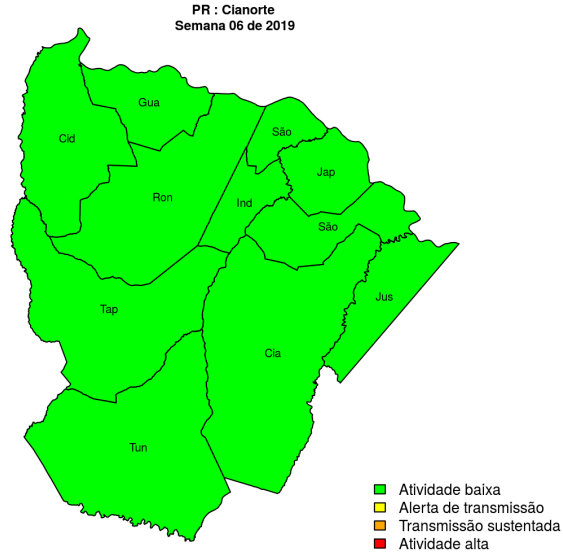 PR : Cianorte
Semana 06 de 2019
Gua
Cid
São
Jap
Ron
Ind
São
Jus
Tap
Cia
Tun
Atividade baixa
Alerta de transmissão
Transmissão sustentada
Atividade alta